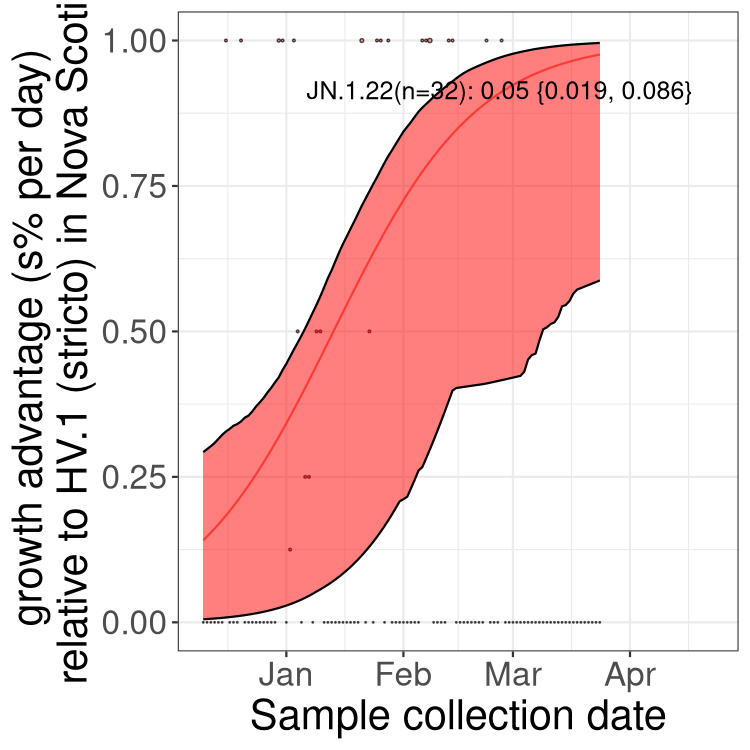 growth advantage (s% per day)
relative to HV.1 (stricto) in Nova Scoti
1.00
0.75
0.50
0.25
0.00
JN.1.22(n=32): 0.05 {0.019, 0.086}
Jan Feb Mar Apr
Sample collection date